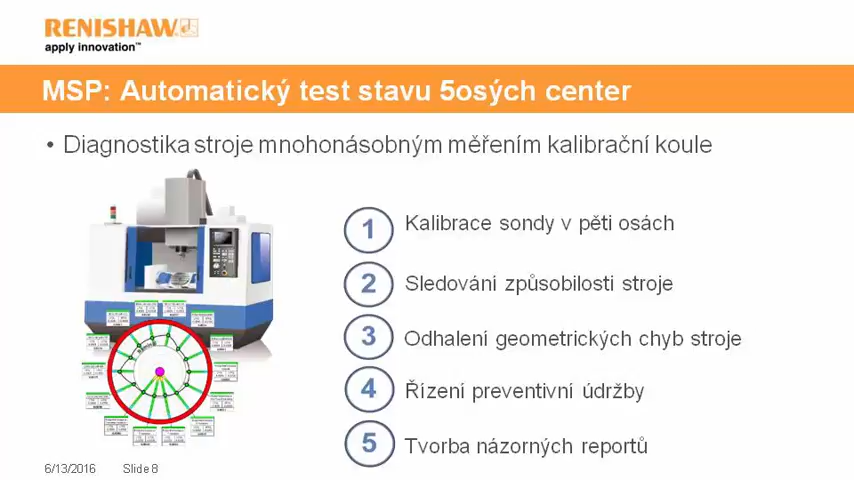 RENISHAW
apply innovation™
MSP: Automatický test stavu 5osých center
• Diagnostika stroje mnohonásobným měřením kalibrační koule
1 Kalibrace sondy v pěti osách
2 Sledování způsobilosti stroje
3 Odhalení geometrických chyb stroje
4 Řízení preventivní údržby
5 Tvorba názorných reportů
6/13/2016 Slide 8